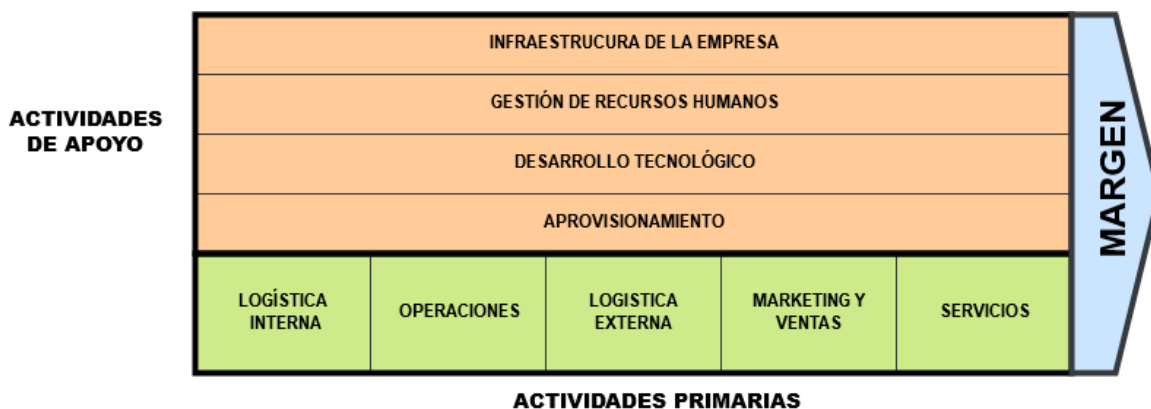 INFRAESTRUCURA DE LA EMPRESA
GESTIÓN DE RECURSOS HUMANOS
ACTIVIDADES
DE APOYO
DESARROLLO TECNOLÓGICO
APROVISIONAMIENTO
MARGEN
LOGÍSTICA
INTERNA
OPERACIONES
LOGISTICA
EXTERNA
MARKETING Y
VENTAS
SERVICIOS
ACTIVIDADES PRIMARIAS